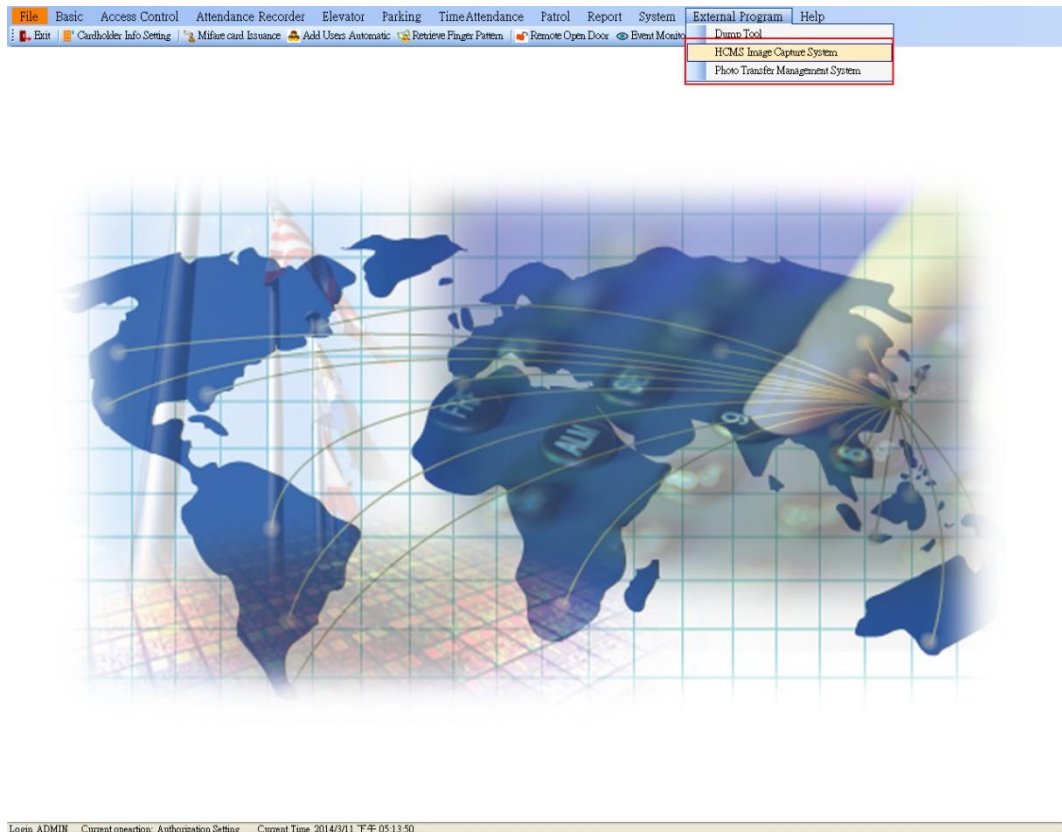 File Basic Access Control Attendance Recorder Elevator Parking TimeAttendance Patrol Report System External Program Help
Exit Cardholder Info Setting Mifare card Issuance Add Users Automatic Retrieve Finger Pattern Remote Open Door Event Monito
Dump Tool
HCMS Image Capture System
Photo Transfer Management System
ALN
9
8
Login ADMIN Current opeartion: Authorization Setting Current Time 2014/3/11 下午 05:13:50